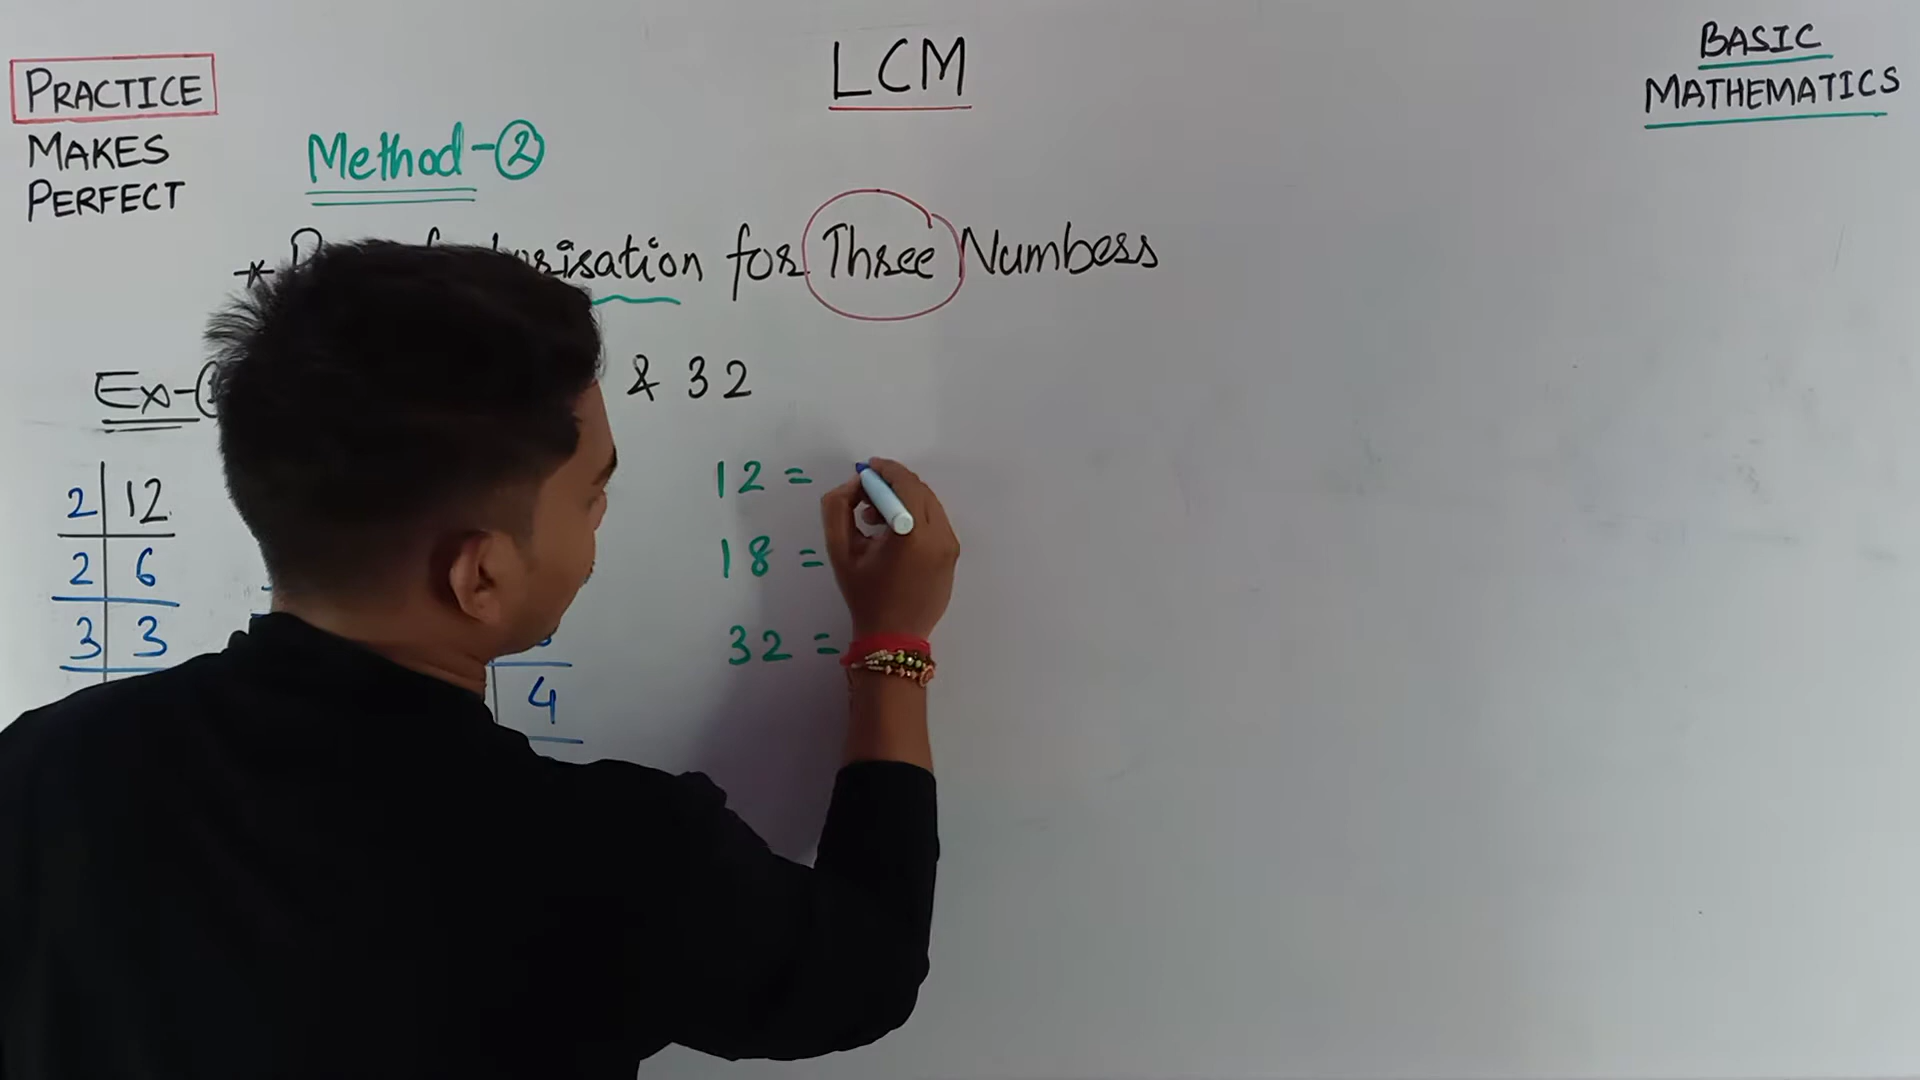 LCM
BASIC
MATHEMATICS
PRACTICE
MAKES
PERFECT
Method-②
* for Three Numbers
Ex- & 32
2 12
2 6
3 3
4
12 =
18 =
32 =